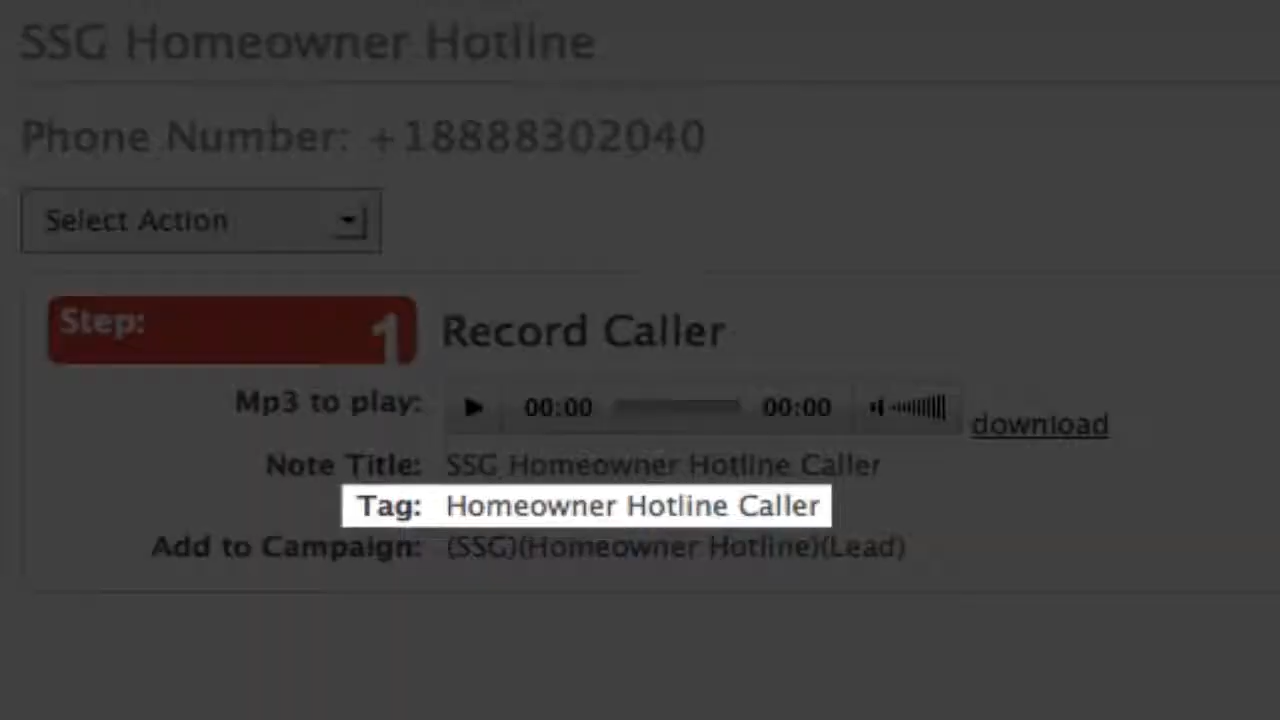 SSG Homeowner Hotline
Phone Number: +18888302040
Select Action
Step: 1 Record Caller
Mp3 to play: 00:00 00:00 download
Note Title: SSG Homeowner Hotline Caller
Tag: Homeowner Hotline Caller
Add to Campaign: (SSG)(Homeowner Hotline)(Lead)